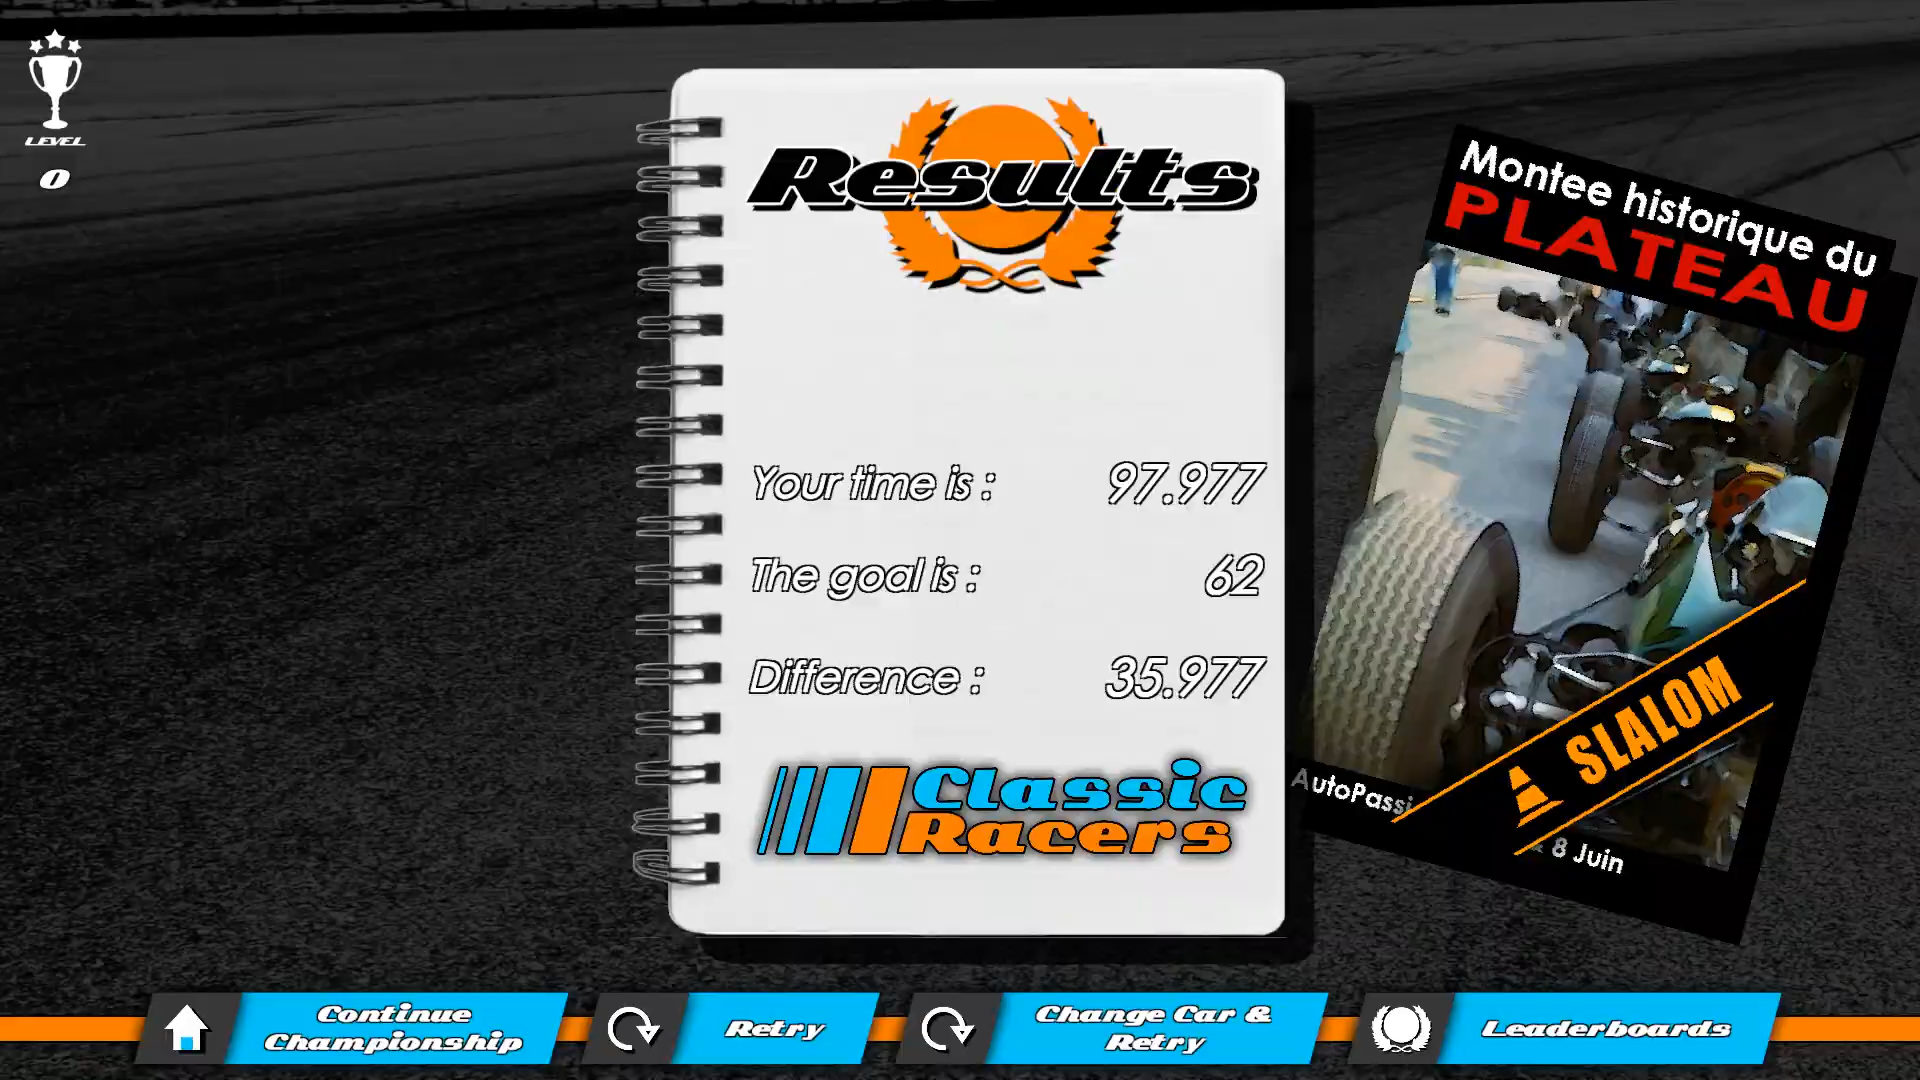 LEVEL
0
Results
Your time is : 97.977
The goal is : 62
Difference : 35.977
Classic
Racers
Montee historique du
PLATEAU
SLALOM
AutoPassi
8 Juin
Continue
Championship
Retry
Change Car &
Retry
Leaderboards